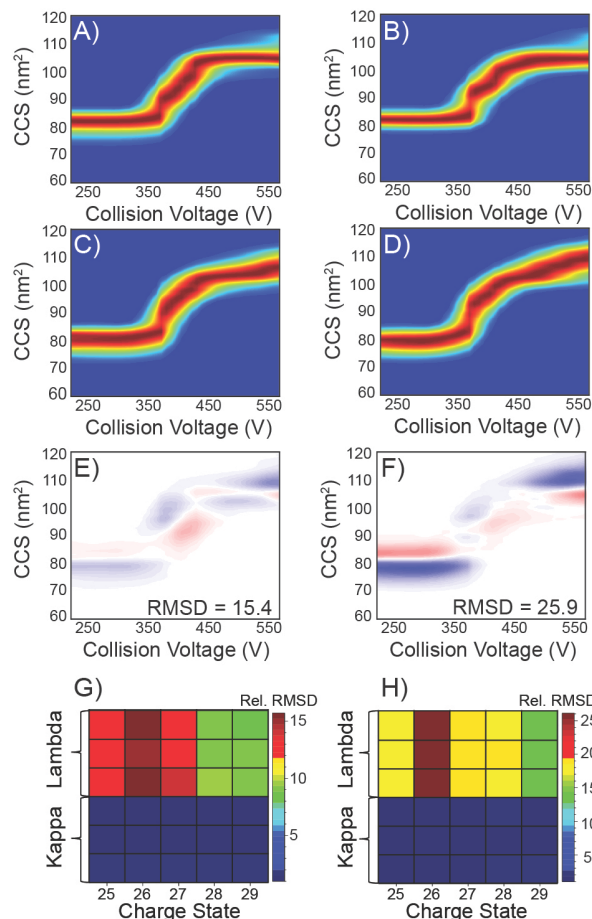 A)
CCS (nm²)
120
110
100
90
80
70
60
250 350 450 550
Collision Voltage (V)
B)
CCS (nm²)
120
110
100
90
80
70
60
250 350 450 550
Collision Voltage (V)
C)
CCS (nm²)
120
110
100
90
80
70
60
250 350 450 550
Collision Voltage (V)
D)
CCS (nm²)
120
110
100
90
80
70
60
250 350 450 550
Collision Voltage (V)
E)
CCS (nm²)
120
110
100
90
80
70
60
RMSD = 15.4
250 350 450 550
Collision Voltage (V)
F)
CCS (nm²)
120
110
100
90
80
70
60
RMSD = 25.9
250 350 450 550
Collision Voltage (V)
G)
Rel. RMSD
15
10
5
Lambda
Kappa
25 26 27 28 29
Charge State
H)
Rel. RMSD
25
20
15
10
5
Lambda
Kappa
25 26 27 28 29
Charge State